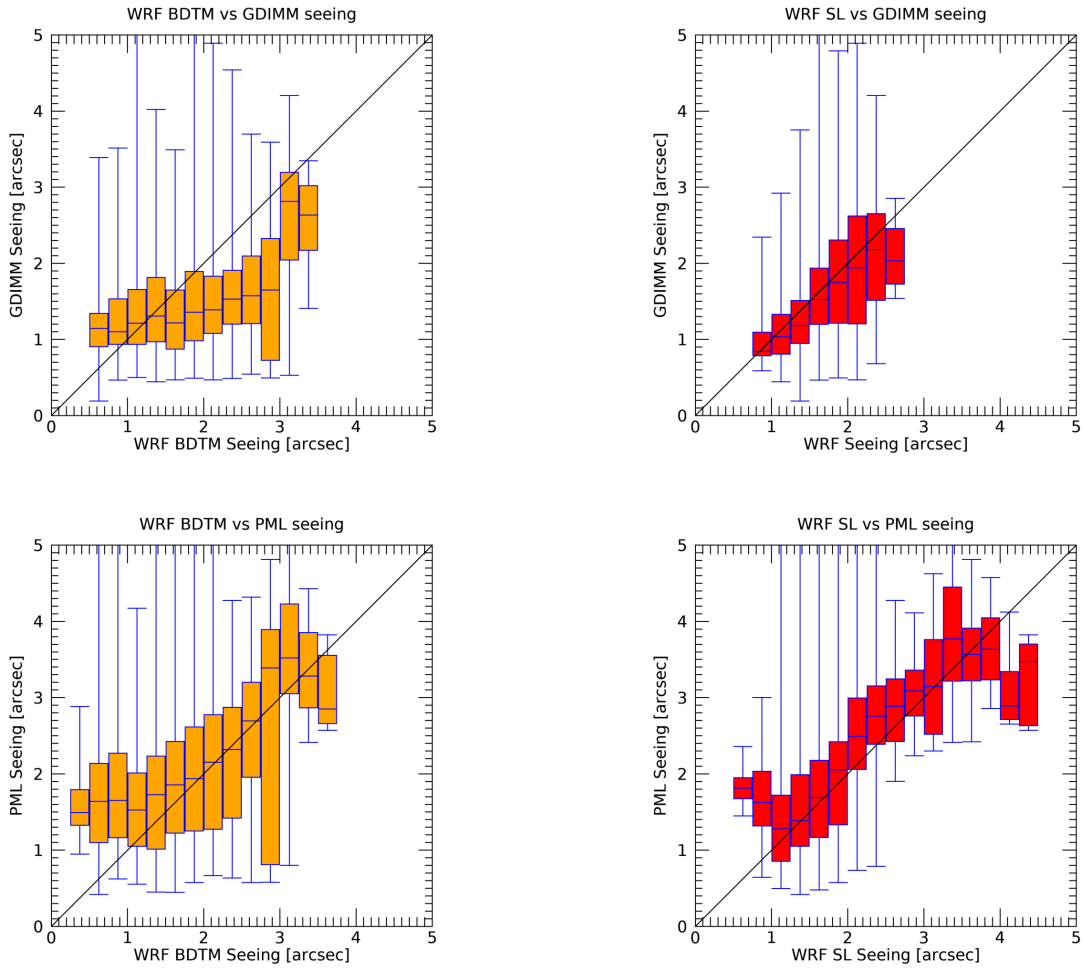 WRF BDTM vs GDIMM seeing
GDIMM Seeing [arcsec]
5
4
3
2
1
0
0 1 2 3 4 5
WRF BDTM Seeing [arcsec]
WRF SL vs GDIMM seeing
GDIMM Seeing [arcsec]
5
4
3
2
1
0
0 1 2 3 4 5
WRF Seeing [arcsec]
WRF BDTM vs PML seeing
PML Seeing [arcsec]
5
4
3
2
1
0
0 1 2 3 4 5
WRF BDTM Seeing [arcsec]
WRF SL vs PML seeing
PML Seeing [arcsec]
5
4
3
2
1
0
0 1 2 3 4 5
WRF SL Seeing [arcsec]